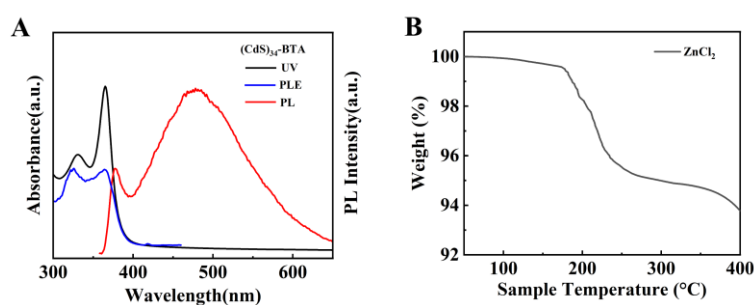 A
(CdS)₃₄-BTA
UV
PLE
PL
Absorbance(a.u.)
PL Intensity(a.u.)
300 400 500 600
Wavelength(nm)
B
ZnCl₂
100
98
96
94
92
Weight (%)
100 200 300 400
Sample Temperature (°C)